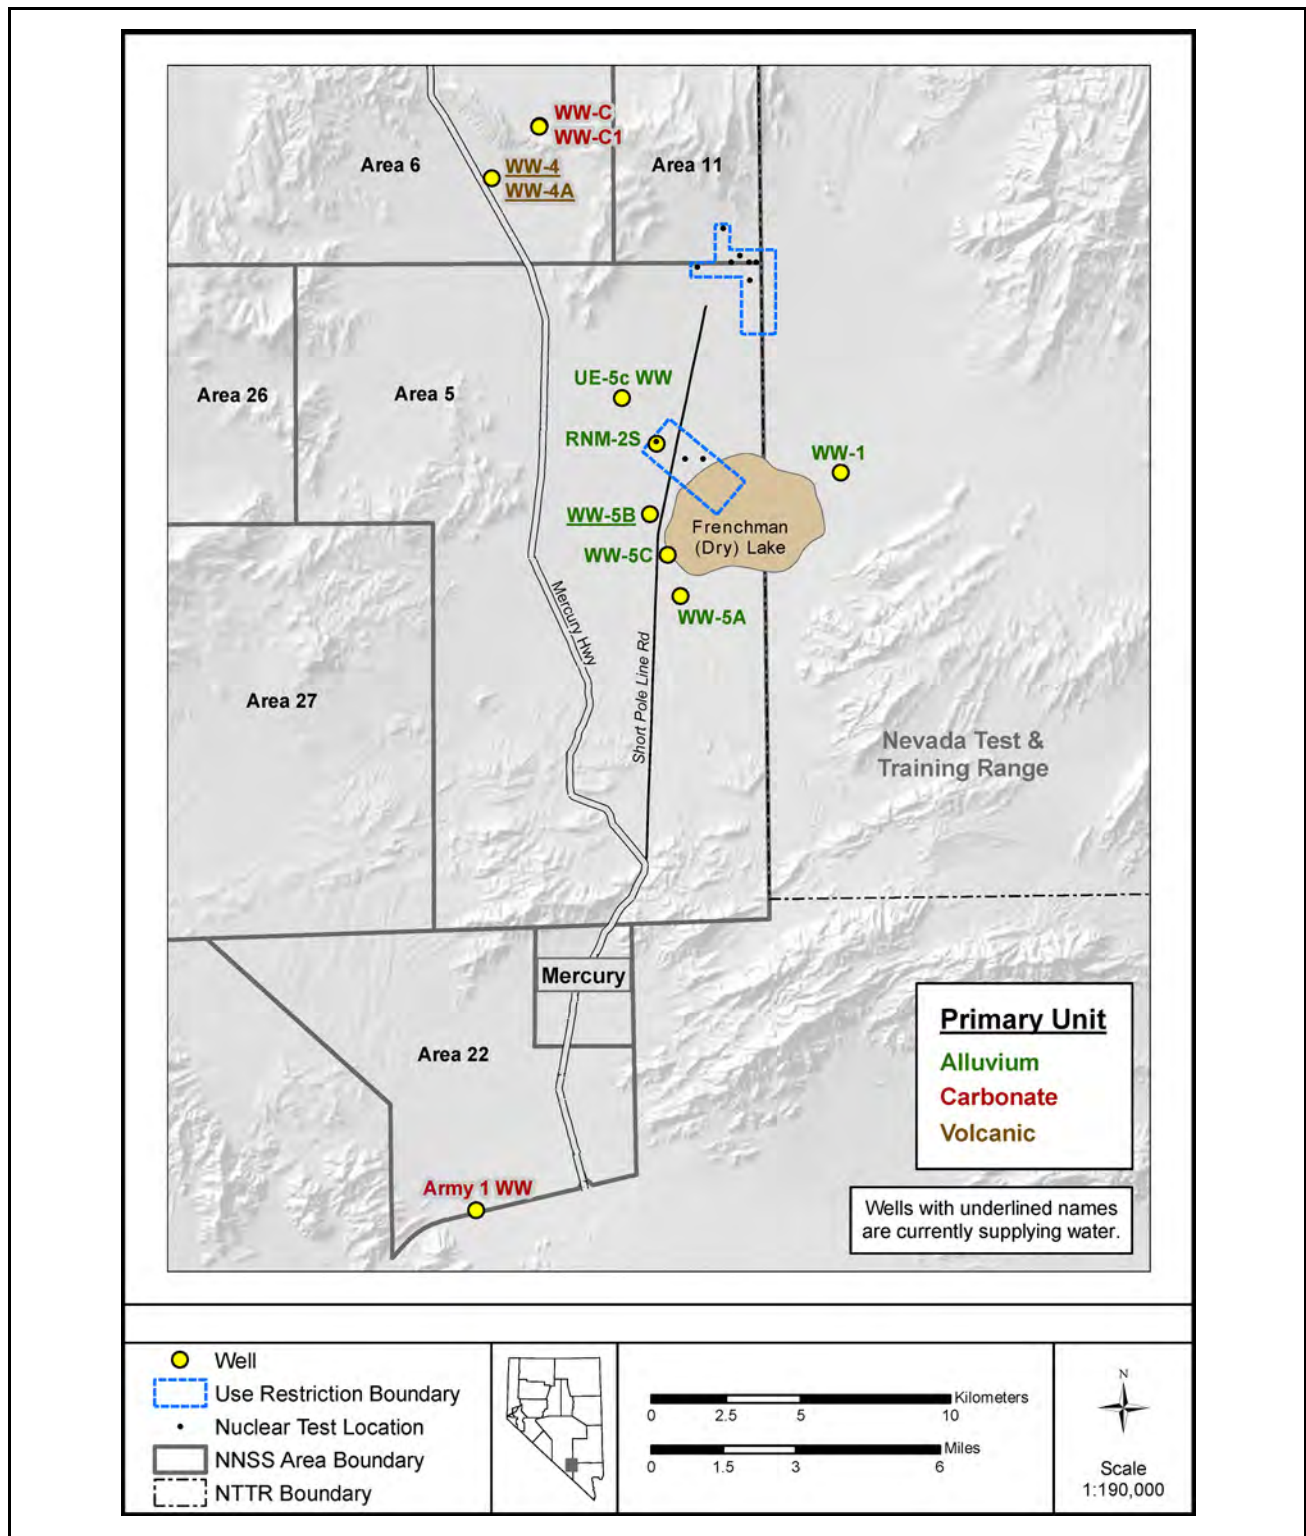 WW-C
WW-C1
Area 6
Area 11
WW-4
WW-4A
UE-5c WW
Area 26
Area 5
RNM-2S
WW-1
WW-5B
Frenchman
(Dry) Lake
WW-5C
WW-5A
Mercury Hwy
Short Pole Line Rd
Area 27
Nevada Test &
Training Range
Mercury
Area 22
Army 1 WW
Primary Unit
Alluvium
Carbonate
Volcanic
Wells with underlined names
are currently supplying water.
Well
Use Restriction Boundary
Nuclear Test Location
NNSS Area Boundary
NTTR Boundary
Kilometers
0 2.5 5 10
Miles
0 1.5 3 6
N
Scale
1:190,000